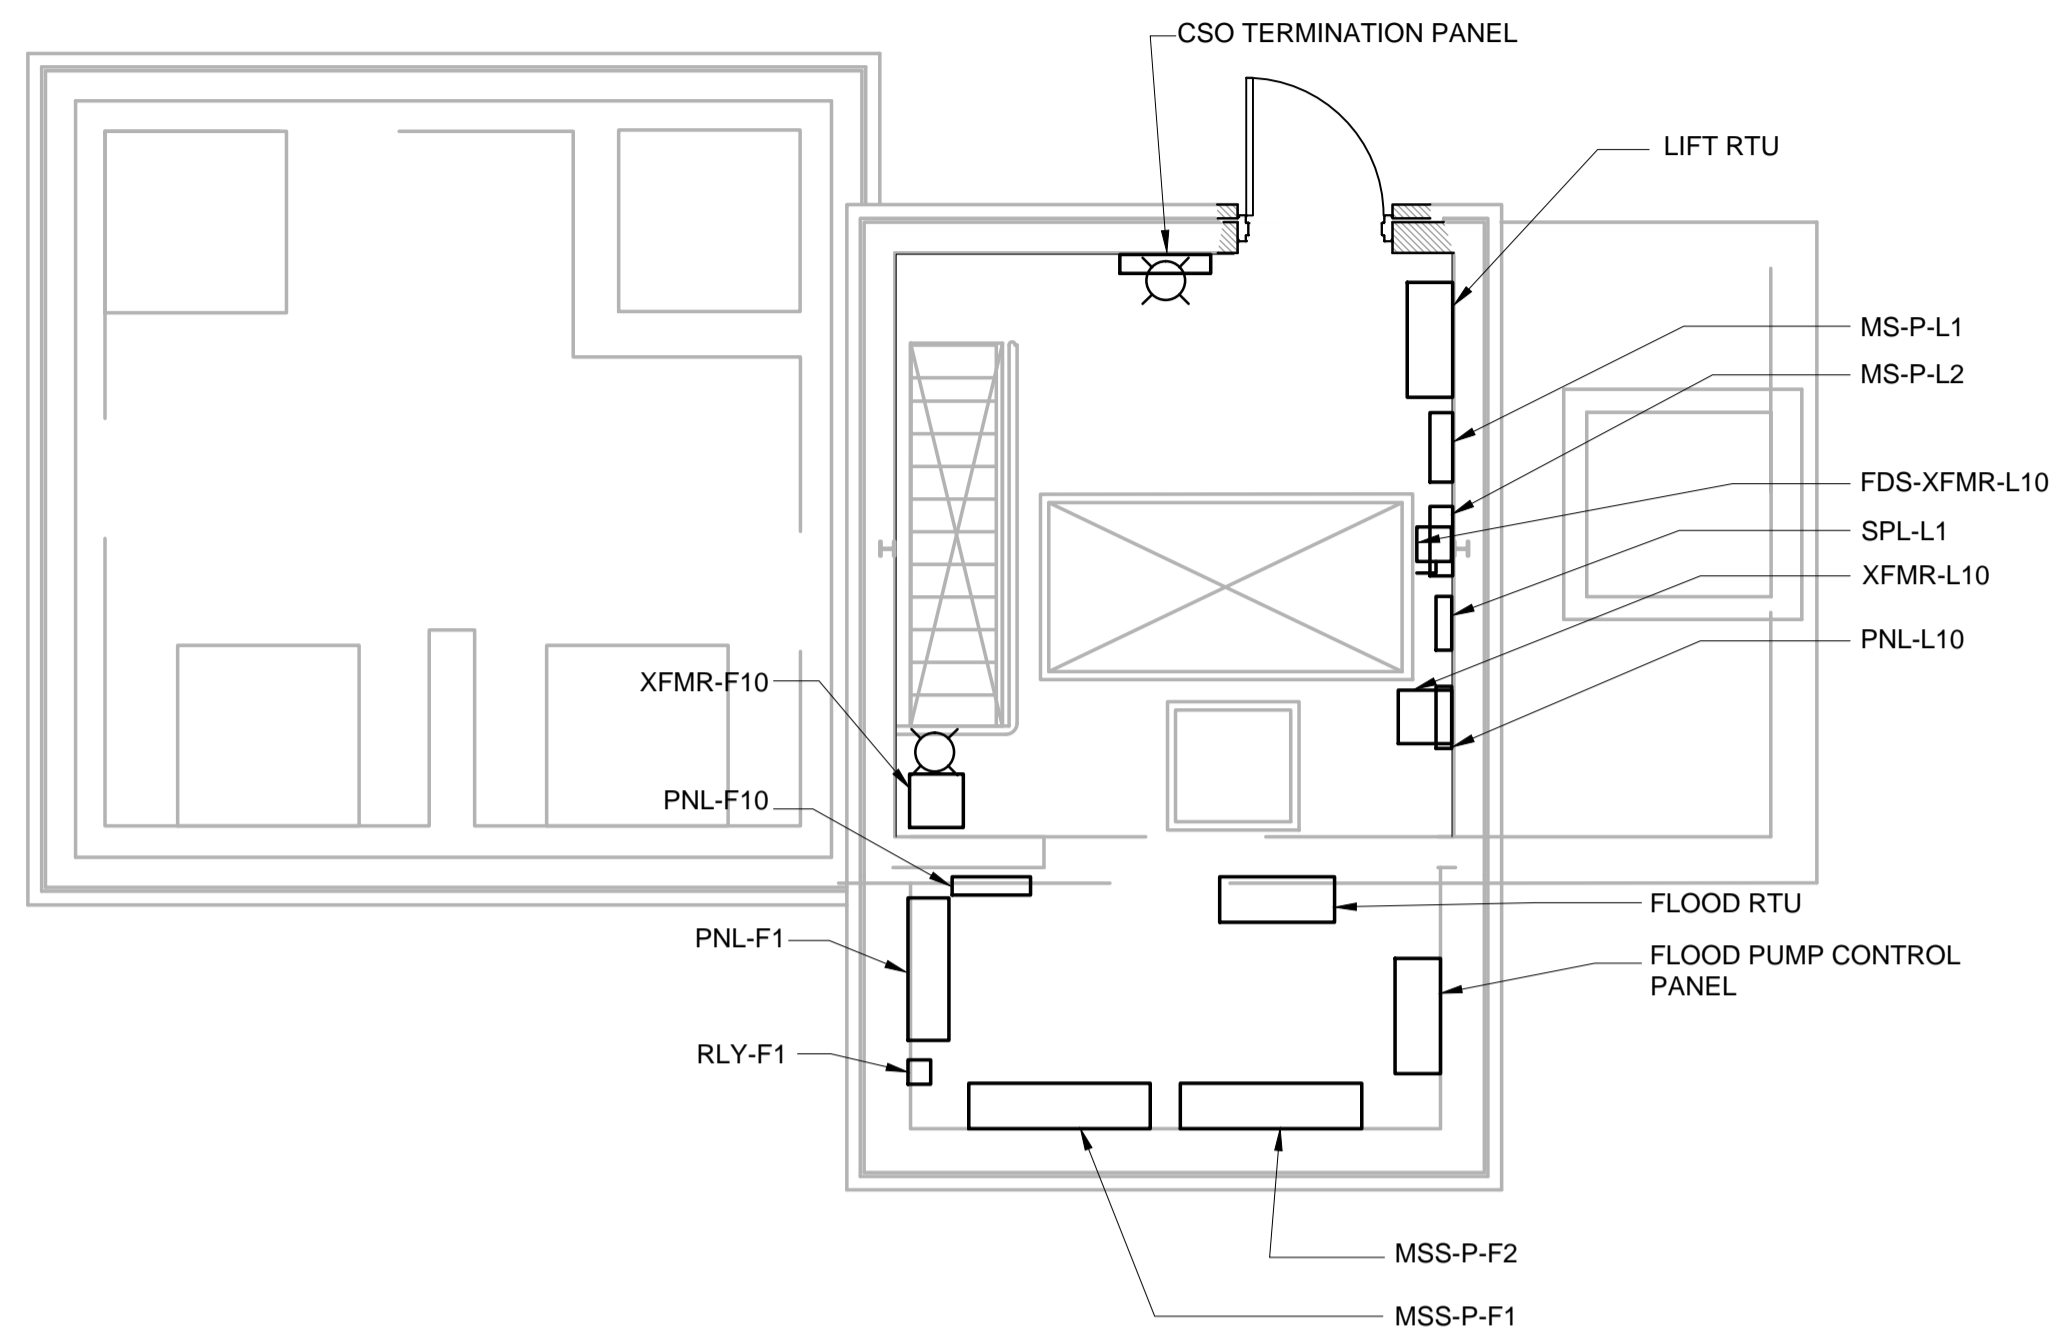 CSO TERMINATION PANEL
LIFT RTU
MS-P-L1
MS-P-L2
FDS-XFMR-L10
SPL-L1
XFMR-L10
PNL-L10
XFMR-F10
PNL-F10
FLOOD RTU
PNL-F1
FLOOD PUMP CONTROL
PANEL
RLY-F1
MSS-P-F2
MSS-P-F1